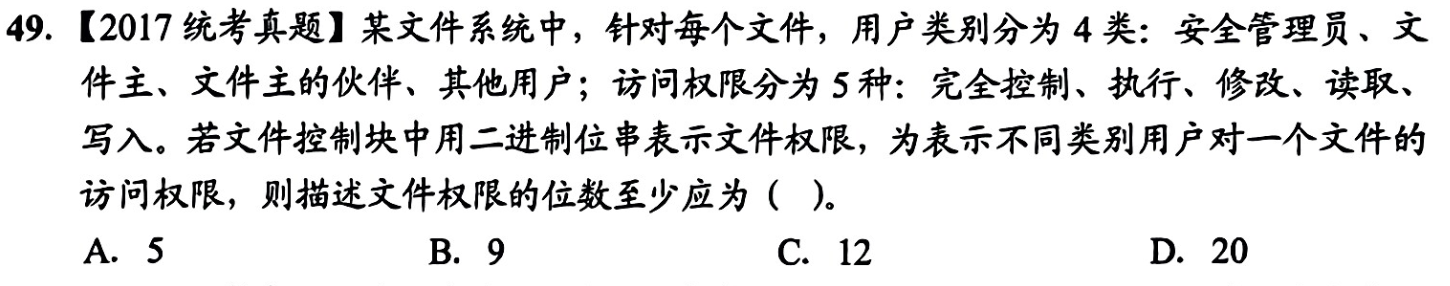 49. 【2017 统考真题】某文件系统中，针对每个文件，用户类别分为 4 类：安全管理员、文
件主、文件主的伙伴、其他用户；访问权限分为 5 种：完全控制、执行、修改、读取、
写入。若文件控制块中用二进制位串表示文件权限，为表示不同类别用户对一个文件的
访问权限，则描述文件权限的位数至少应为（ ）。
A. 5 B. 9 C. 12 D. 20